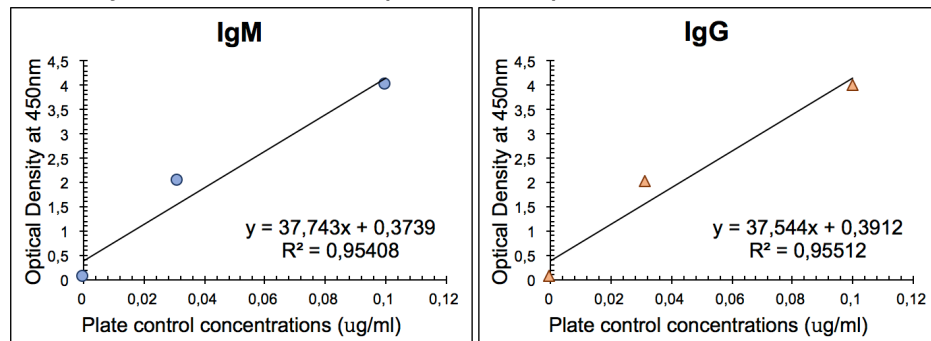 IgM
4,5
4
3,5
3
2,5
2
1,5
1
0,5
0
Optical Density at 450nm
y = 37,743x + 0,3739
R² = 0,95408
0 0,02 0,04 0,06 0,08 0,1 0,12
Plate control concentrations (ug/ml)
IgG
4,5
4
3,5
3
2,5
2
1,5
1
0,5
0
Optical Density at 450nm
y = 37,544x + 0,3912
R² = 0,95512
0 0,02 0,04 0,06 0,08 0,1 0,12
Plate control concentrations (ug/ml)